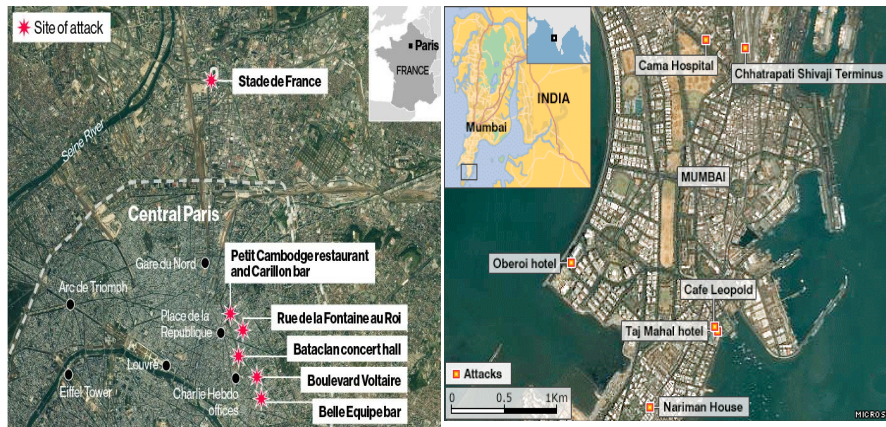 Site of attack
Paris
FRANCE
Stade de France
Seine River
Central Paris
Petit Cambodge restaurant
and Carillon bar
Gare du Nord
Arc de Triomph
Rue de la Fontaine au Roi
Place de la
Republique
Bataclan concert hall
Louvre
Boulevard Voltaire
Eiffel Tower
Charlie Hebdo
offices
Belle Equipe bar
INDIA
Mumbai
Cama Hospital
Chhatrapati Shivaji Terminus
MUMBAI
Oberoi hotel
Cafe Leopold
Taj Mahal hotel
Attacks
0 0.5 1Km
Nariman House
MICROS